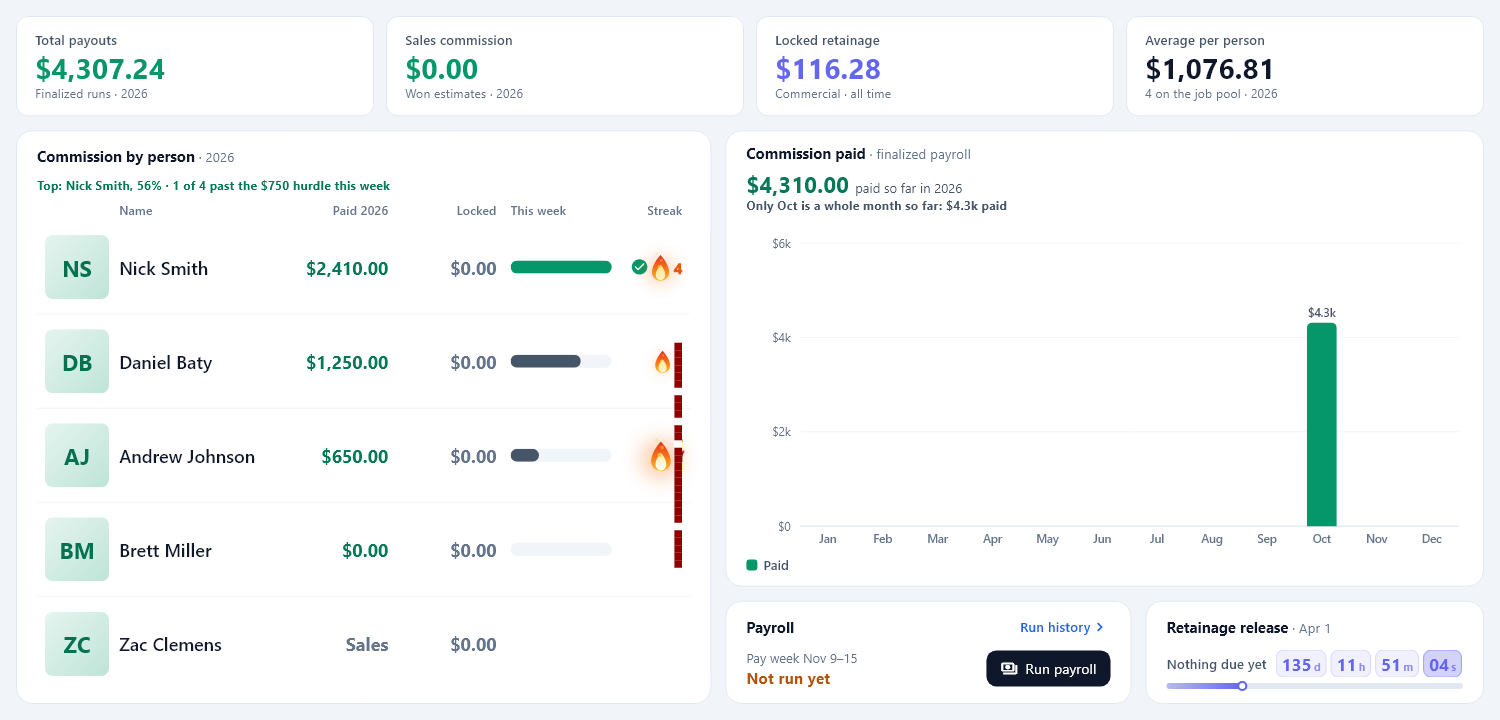 Total payouts
$4,307.24
Finalized runs · 2026
Sales commission
$0.00
Won estimates · 2026
Locked retainage
$116.28
Commercial · all time
Average per person
$1,076.81
4 on the job pool · 2026
Commission by person · 2026
Top: Nick Smith, 56% · 1 of 4 past the $750 hurdle this week
Name Paid 2026 Locked This week Streak
NS Nick Smith $2,410.00 $0.00 4
DB Daniel Baty $1,250.00 $0.00
AJ Andrew Johnson $650.00 $0.00
BM Brett Miller $0.00 $0.00
ZC Zac Clemens Sales $0.00
Commission paid · finalized payroll
$4,310.00 paid so far in 2026
Only Oct is a whole month so far: $4.3k paid
$6k
$4.3k
$4k
$2k
$0
Jan Feb Mar Apr May Jun Jul Aug Sep Oct Nov Dec
Paid
Payroll Run history
Pay week Nov 9–15
Not run yet
Run payroll
Retainage release · Apr 1
Nothing due yet 135 d 11 h 51 m 04 s